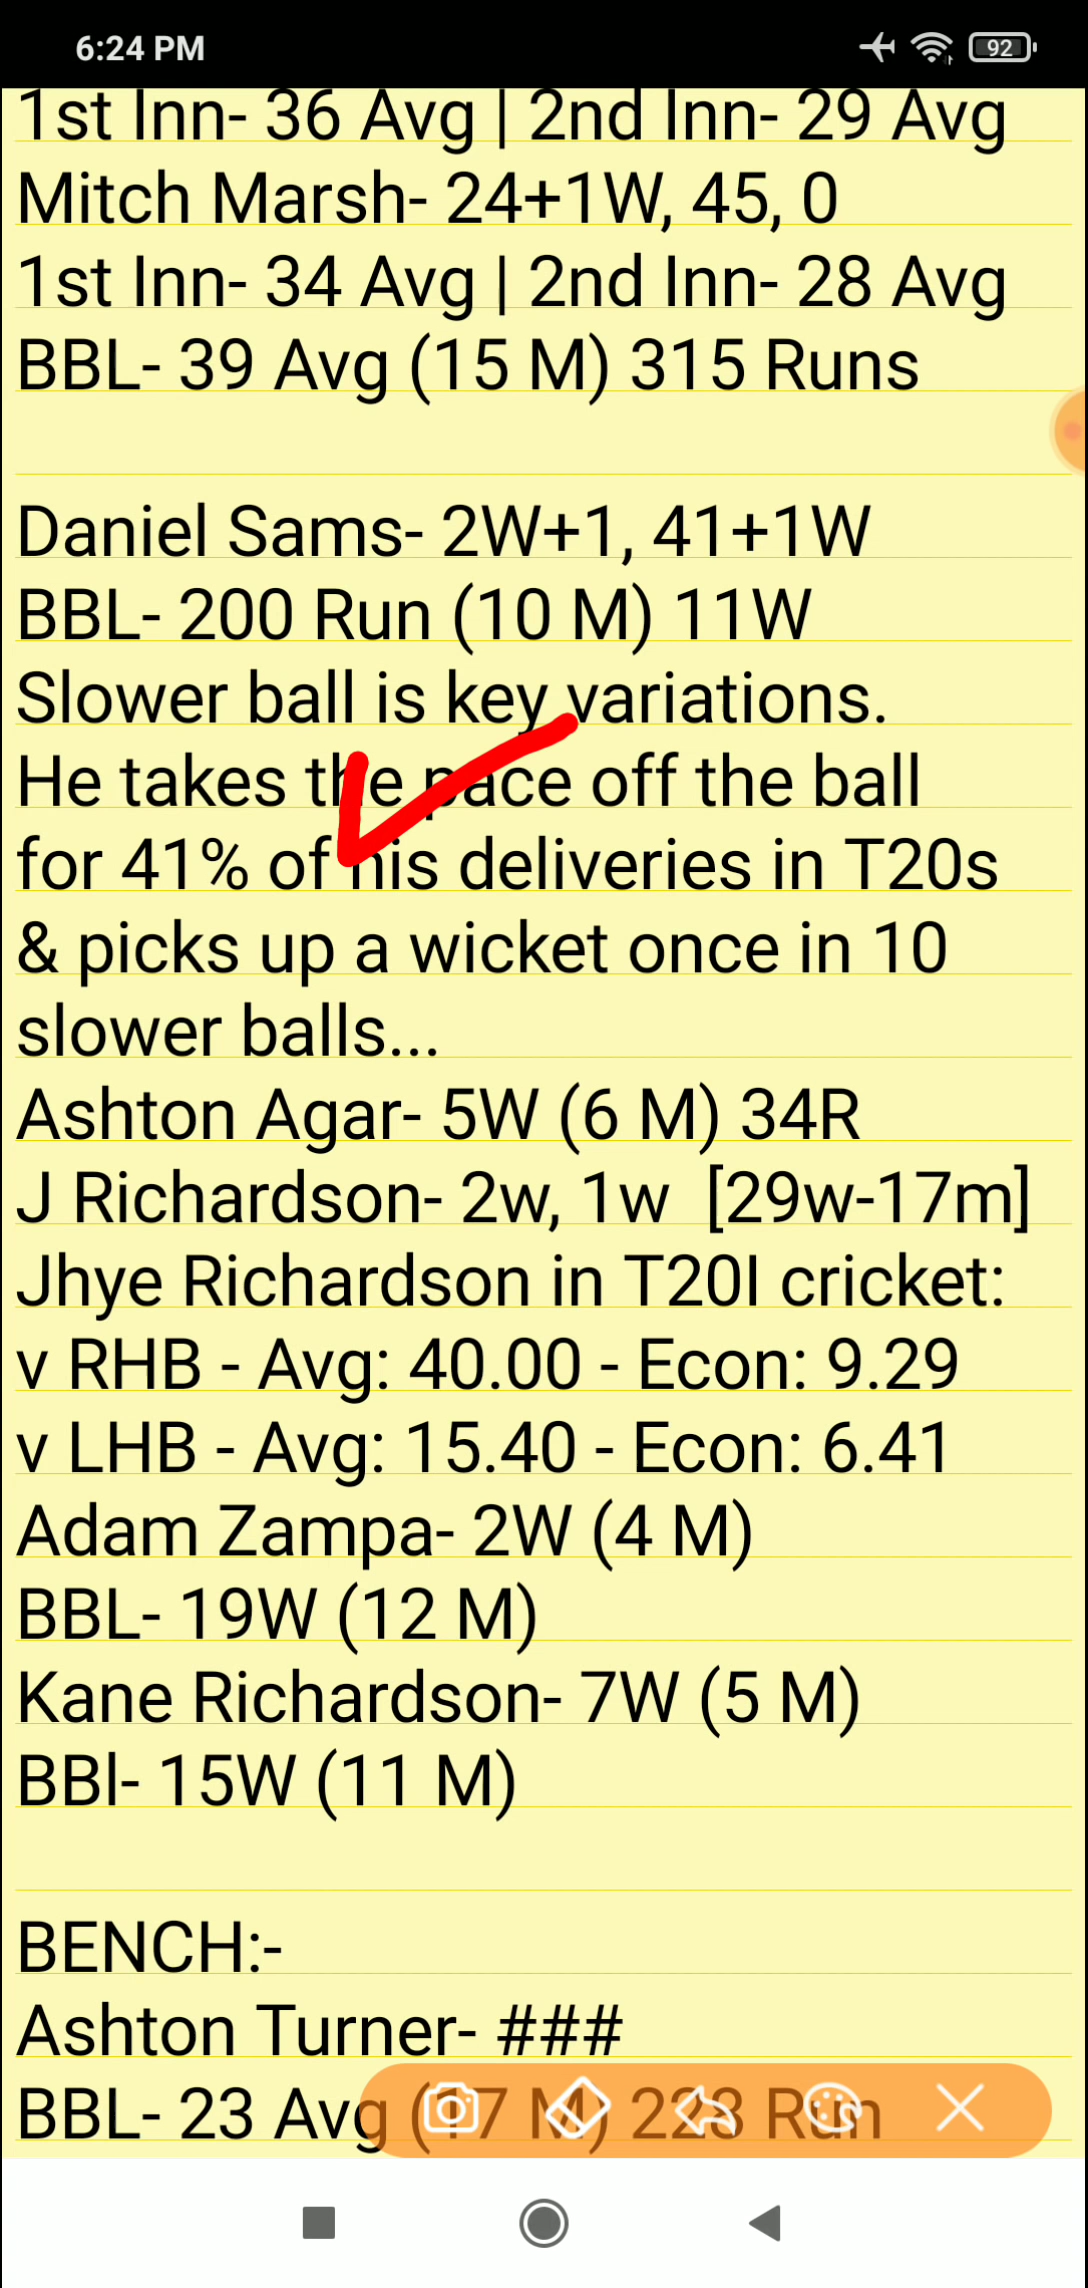 6:24 PM
92
1st Inn- 36 Avg | 2nd Inn- 29 Avg
Mitch Marsh- 24+1W, 45, 0
1st Inn- 34 Avg | 2nd Inn- 28 Avg
BBL- 39 Avg (15 M) 315 Runs
Daniel Sams- 2W+1, 41+1W
BBL- 200 Run (10 M) 11W
Slower ball is key variations.
He takes the pace off the ball
for 41% of his deliveries in T20s
& picks up a wicket once in 10
slower balls...
Ashton Agar- 5W (6 M) 34R
J Richardson- 2w, 1w [29w-17m]
Jhye Richardson in T20I cricket:
v RHB - Avg: 40.00 - Econ: 9.29
v LHB - Avg: 15.40 - Econ: 6.41
Adam Zampa- 2W (4 M)
BBL- 19W (12 M)
Kane Richardson- 7W (5 M)
BBl- 15W (11 M)
BENCH:-
Ashton Turner- ###
BBL- 23 Avg (17 M) 223 Run